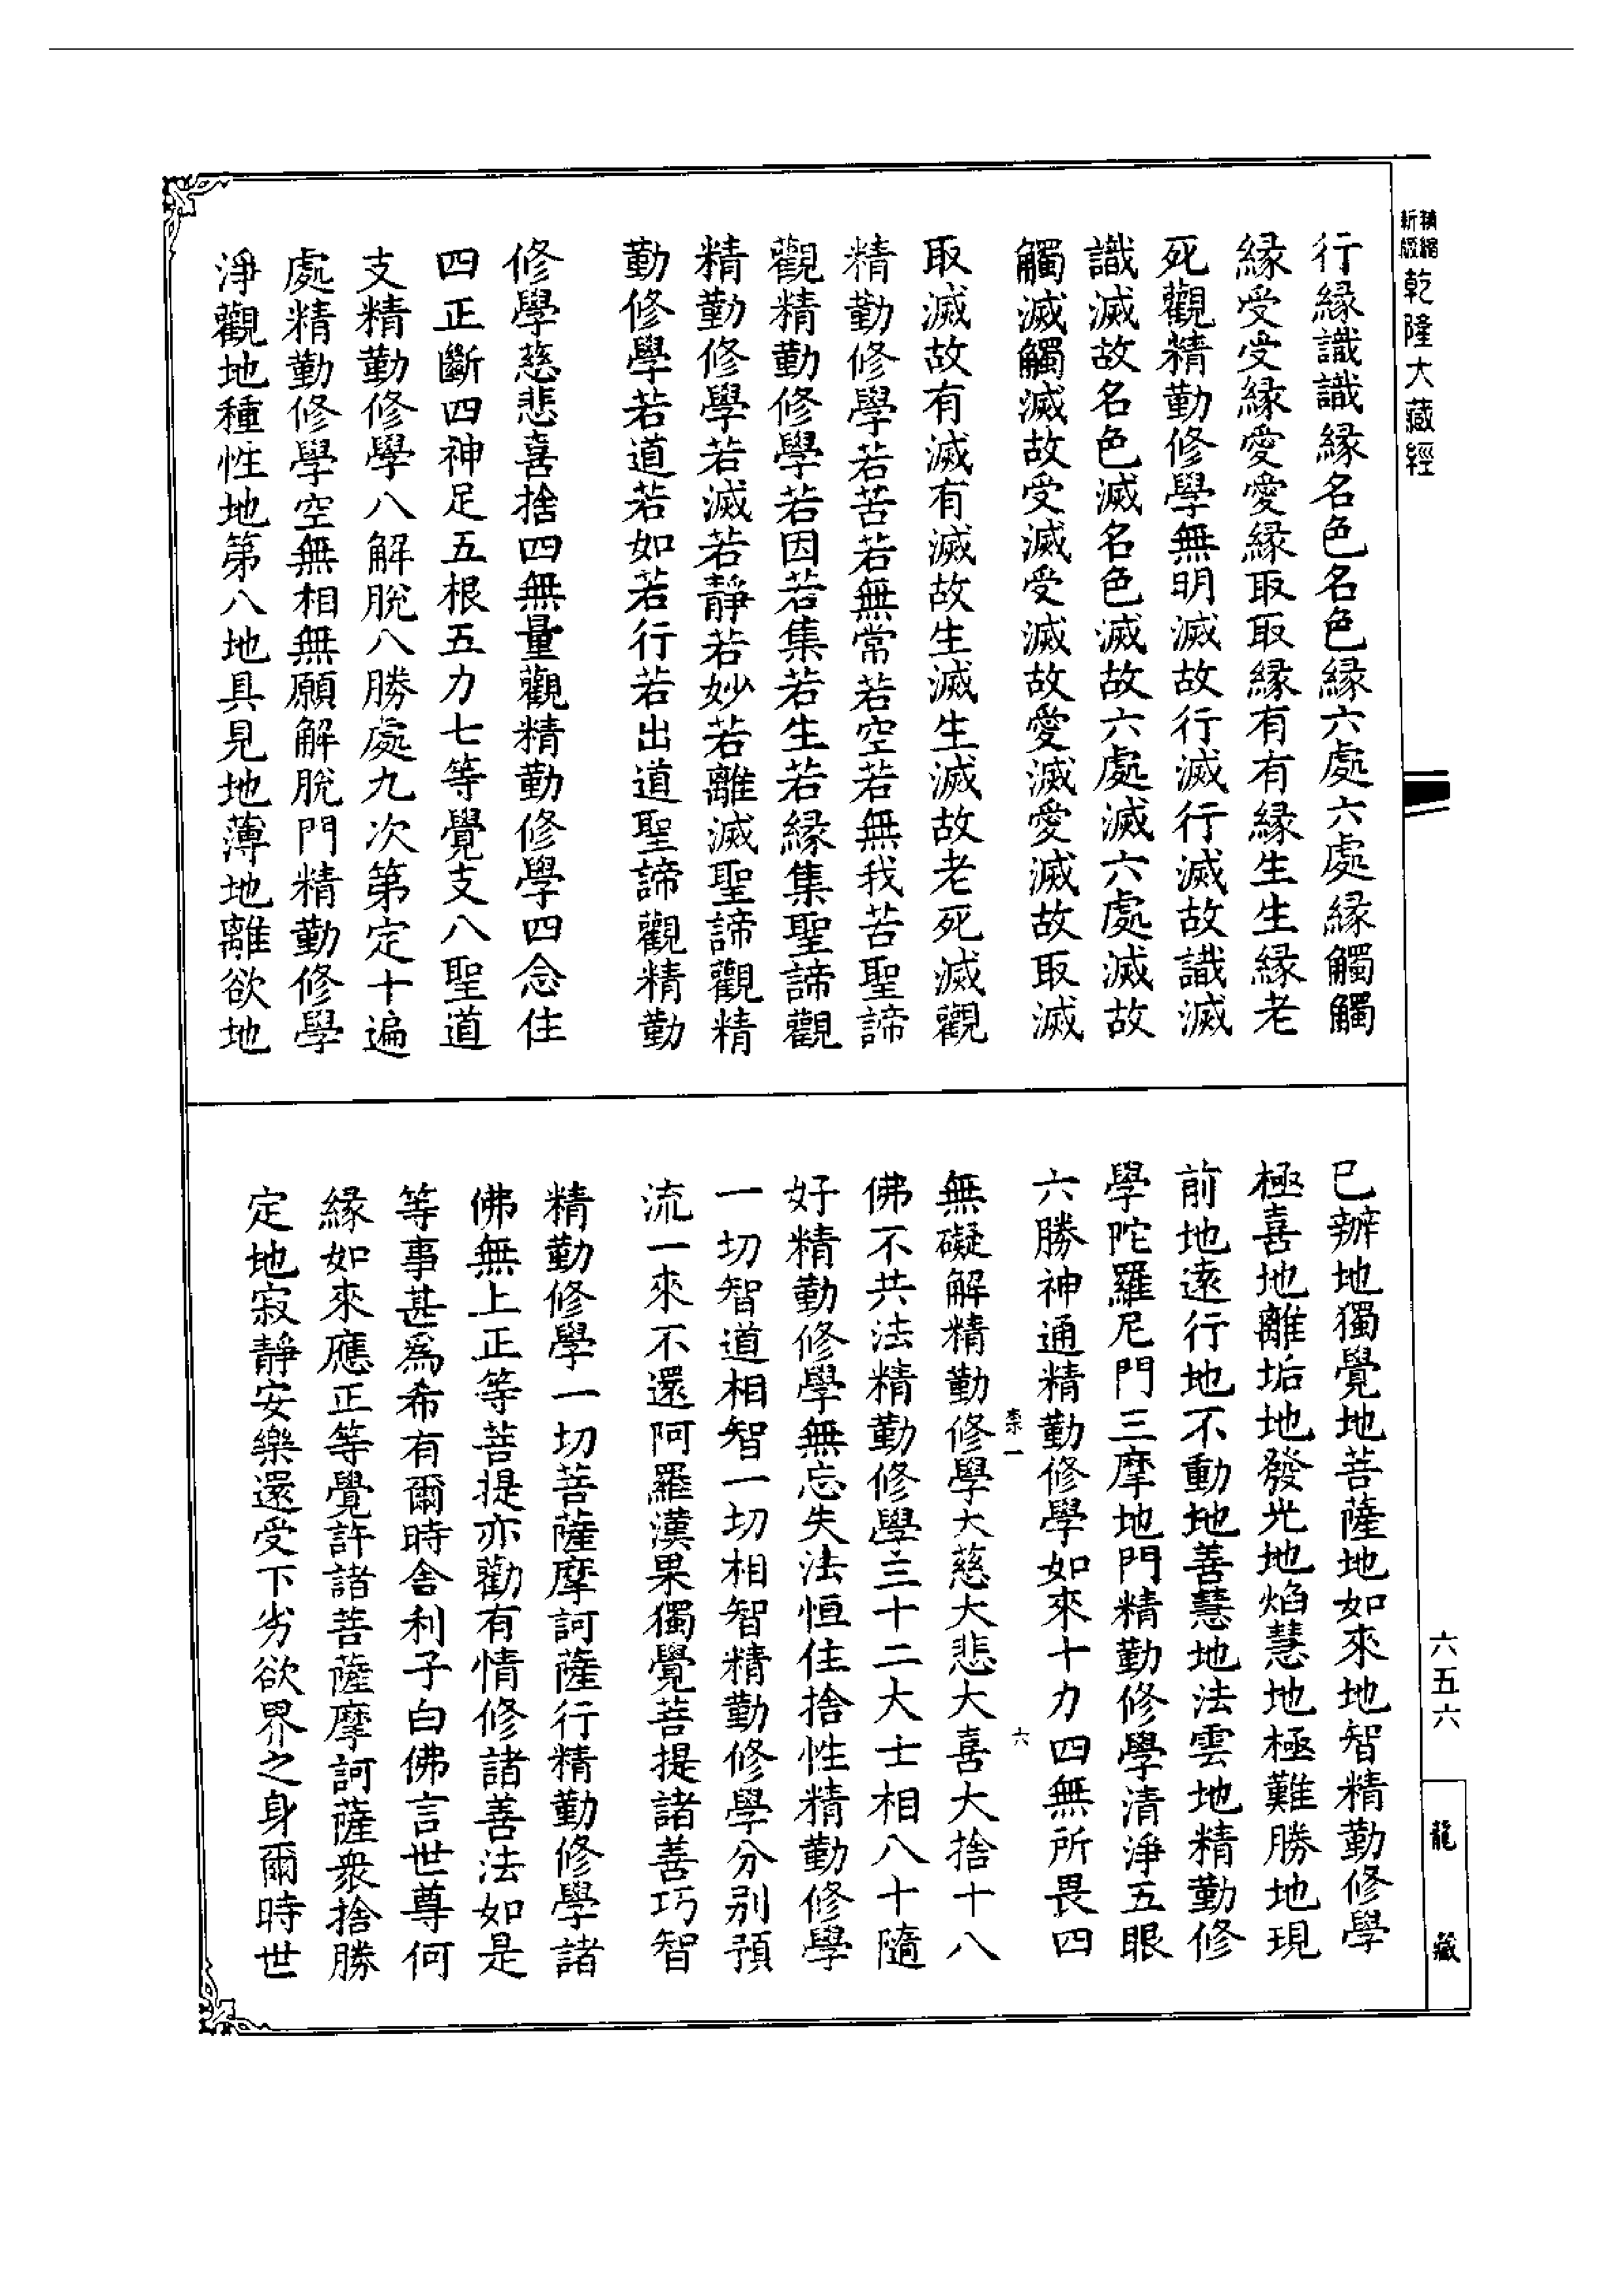 精縮新版乾隆大藏經
行緣識識緣名色名色緣六處六處緣觸觸
緣受受緣愛愛緣取取緣有有緣生生緣老
死觀精勤修學無明滅故行滅行滅故識滅
識滅故名色滅名色滅故六處滅六處滅故
觸滅觸滅故受滅受滅故愛滅愛滅故取滅
取滅故有滅有滅故生滅生滅故老死滅觀
精勤修學若苦若無常若空若無我苦聖諦
觀精勤修學若因若集若生若緣集聖諦觀
精勤修學若滅若靜若妙若離滅聖諦觀精
勤修學若道若如若行若出道聖諦觀精勤
修學慈悲喜捨四無量觀精勤修學四念住
四正斷四神足五根五力七等覺支八聖道
支精勤修學八解脫八勝處九次第定十遍
處精勤修學空無相無願解脫門精勤修學
淨觀地種性地第八地具見地薄地離欲地
已辦地獨覺地菩薩地如來地智精勤修學
極喜地離垢地發光地焰慧地極難勝地現
前地遠行地不動地善慧地法雲地精勤修
學陀羅尼門三摩地門精勤修學清淨五眼
六勝神通精勤修學如來十力四無所畏四
柰一 六
無礙解精勤修學大慈大悲大喜大捨十八
佛不共法精勤修學三十二大士相八十隨
好精勤修學無忘失法恒住捨性精勤修學
一切智道相智一切相智精勤修學分別預
流一來不還阿羅漢果獨覺菩提諸善巧智
精勤修學一切菩薩摩訶薩行精勤修學諸
佛無上正等菩提亦勸有情修諸善法如是
等事甚爲希有爾時舍利子白佛言世尊何
緣如來應正等覺許諸菩薩摩訶薩衆捨勝
定地寂靜安樂還受下劣欲界之身爾時世
六五六
龍藏